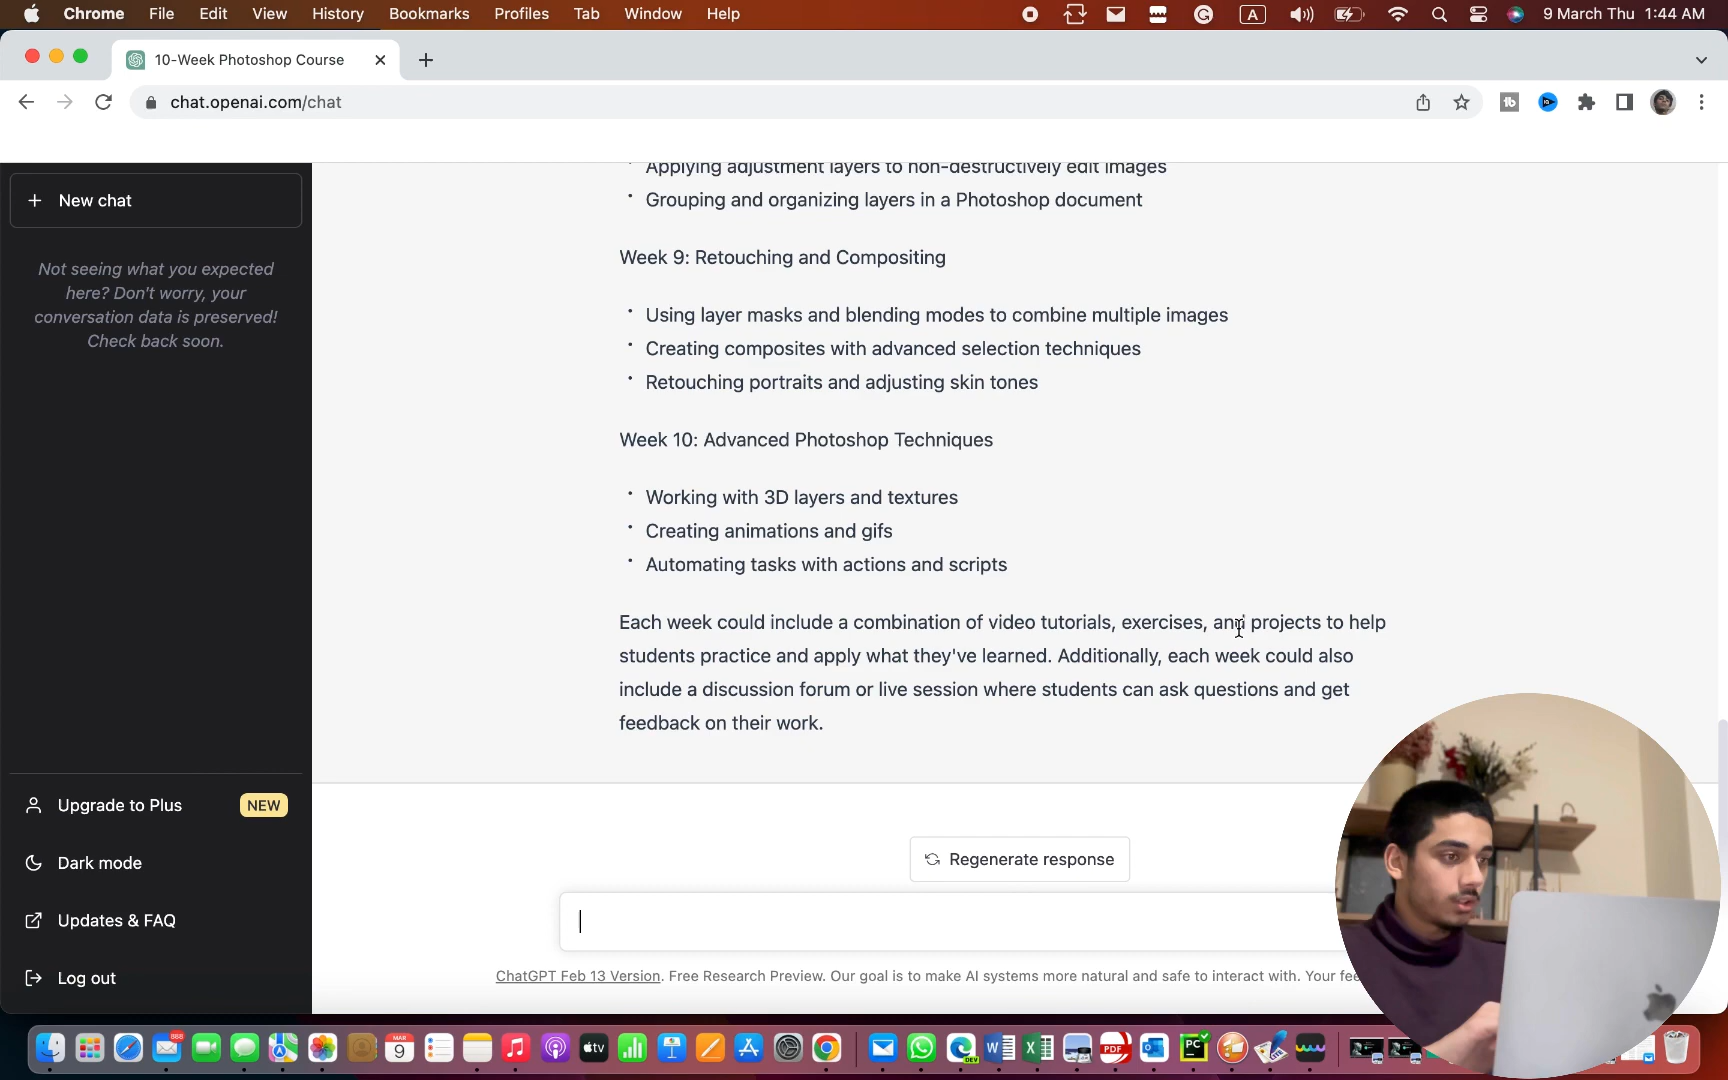 Chrome File Edit View History Bookmarks Profiles Tab Window Help A 9 March Thu 1:44 AM
10-Week Photoshop Course
chat.openai.com/chat
New chat
Not seeing what you expected
here? Don't worry, your
conversation data is preserved!
Check back soon.
Applying adjustment layers to non-destructively edit images
Grouping and organizing layers in a Photoshop document
Week 9: Retouching and Compositing
Using layer masks and blending modes to combine multiple images
Creating composites with advanced selection techniques
Retouching portraits and adjusting skin tones
Week 10: Advanced Photoshop Techniques
Working with 3D layers and textures
Creating animations and gifs
Automating tasks with actions and scripts
Each week could include a combination of video tutorials, exercises, and projects to help
students practice and apply what they've learned. Additionally, each week could also
include a discussion forum or live session where students can ask questions and get
feedback on their work.
Upgrade to Plus NEW
Dark mode
Updates & FAQ
Log out
Regenerate response
ChatGPT Feb 13 Version. Free Research Preview. Our goal is to make AI systems more natural and safe to interact with. Your fee
868 MAR 9 tv DEV W X PDF PC